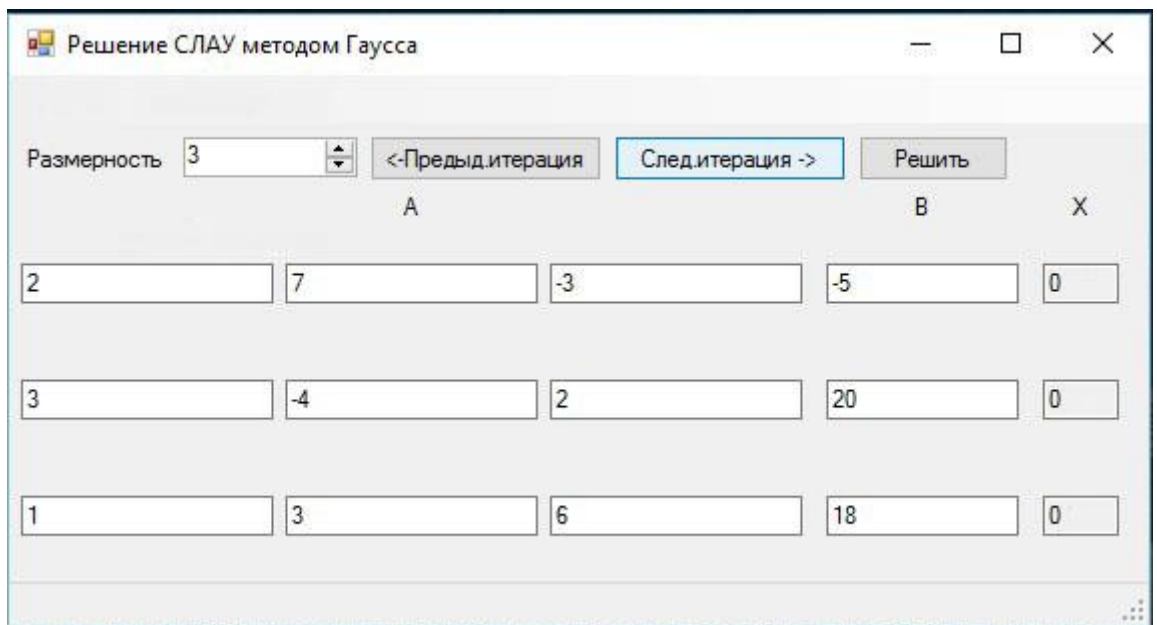 Решение СЛАУ методом Гаусса
Размерность 3 <-Предыд.итерация След.итерация -> Решить
A B X
2 7 -3 -5 0
3 -4 2 20 0
1 3 6 18 0